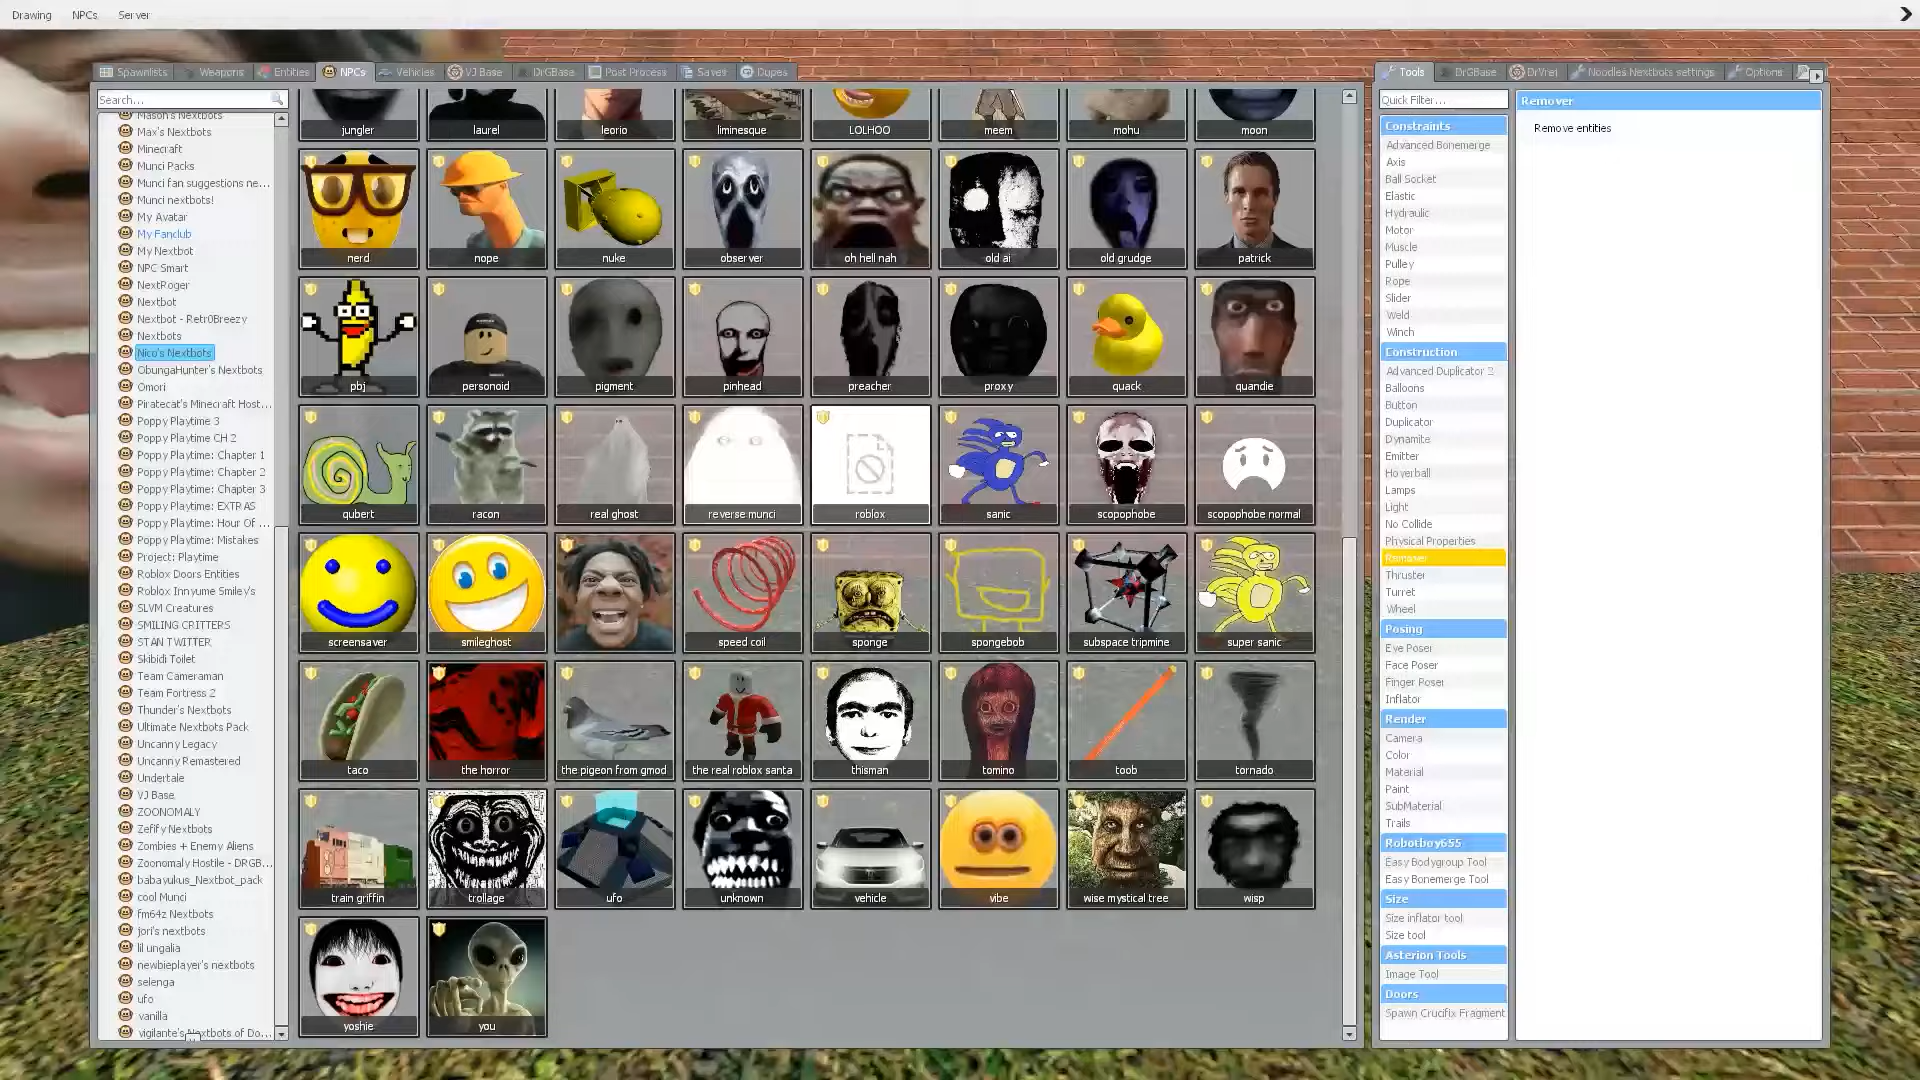 Drawing NPCs Server
Spawnlists Weapons Entities NPCs Vehicles VJ Base DrGBase Post Process Saves Dupes
Search...
Mason's Nextbots
Max's Nextbots
Minecraft
Munci Packs
Munci fan suggestions ne...
Munci nextbots!
My Avatar
My Fanclub
My Nextbot
NPC Smart
NextRoger
Nextbot
Nextbot - Retr0Breezy
Nextbots
Nico's Nextbots
ObungaHunter's Nextbots
Omori
Piratecat's Minecraft Host...
Poppy Playtime 3
Poppy Playtime CH 2
Poppy Playtime: Chapter 1
Poppy Playtime: Chapter 2
Poppy Playtime: Chapter 3
Poppy Playtime: EXTRAS
Poppy Playtime: Hour Of ...
Poppy Playtime: Mistakes
Project: Playtime
Roblox Doors Entities
Roblox Innyume Smiley's
SLVM Creatures
SMILING CRITTERS
STAN TWITTER
Skibidi Toilet
Team Cameraman
Team Fortress 2
Thunder's Nextbots
Ultimate Nextbots Pack
Uncanny Legacy
Uncanny Remastered
Undertale
VJ Base
ZOONOMALY
Zefify Nextbots
Zombies + Enemy Aliens
Zoonomaly Hostile - DRGB...
babayukus_Nextbot_pack
cool Munci
fm64z Nextbots
jori's nextbots
lil ungalia
newbieplayer's nextbots
selenga
ufo
vanilla
vigilante's Nextbots of Do...
jungler laurel leorio liminesque LOLHOO meem mohu moon
nerd nope nuke observer oh hell nah old ai old grudge patrick
pbj personoid pigment pinhead preacher proxy quack quandie
qubert racon real ghost reverse munci roblox sanic scopophobe scopophobe normal
screensaver smileghost speed coil sponge spongebob subspace tripmine super sanic
taco the horror the pigeon from gmod the real roblox santa thisman tomino toob tornado
train griffin trollage ufo unknown vehicle vibe wise mystical tree wisp
yoshie you
Tools DrGBase DrVrej Noodles Nextbots settings Options
Quick Filter...
Constraints
Advanced Bonemerge
Axis
Ball Socket
Elastic
Hydraulic
Motor
Muscle
Pulley
Rope
Slider
Weld
Winch
Construction
Advanced Duplicator 2
Balloons
Button
Duplicator
Dynamite
Emitter
Hoverball
Lamps
Light
No Collide
Physical Properties
Remover
Thruster
Turret
Wheel
Posing
Eye Poser
Face Poser
Finger Poser
Inflator
Render
Camera
Color
Material
Paint
SubMaterial
Trails
Robotboy655
Easy Bodygroup Tool
Easy Bonemerge Tool
Size
Size inflator tool
Size tool
Asterion Tools
Image Tool
Doors
Spawn Crucifix Fragment
Remover
Remove entities